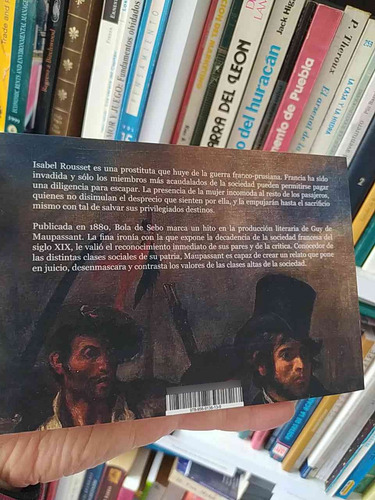 Trade and
Fundamentos olvidados
Jack Hig
P. Theroux
RRA DEL LEON
o del huracán
mento de Puebla
Isabel Rousset es una prostituta que huye de la guerra franco-prusiana. Francia ha sido
invadida y sólo los miembros más acaudalados de la sociedad pueden permitirse pagar
una diligencia para escapar. La presencia de la mujer incomoda al resto de los pasajeros,
quienes no disimulan el desprecio que sienten por ella, y la empujarán hasta el sacrificio
mismo con tal de salvar sus privilegiados destinos.
Publicada en 1880, Bola de Sebo marca un hito en la producción literaria de Guy de
Maupassant. La fina ironía con la que expone la decadencia de la sociedad francesa del
siglo XIX, le valió el reconocimiento inmediato de sus pares y de la crítica. Conocedor de
las distintas clases sociales de su patria, Maupassant es capaz de crear un relato que pone
en juicio, desenmascara y contrasta los valores de las clases altas de la sociedad.